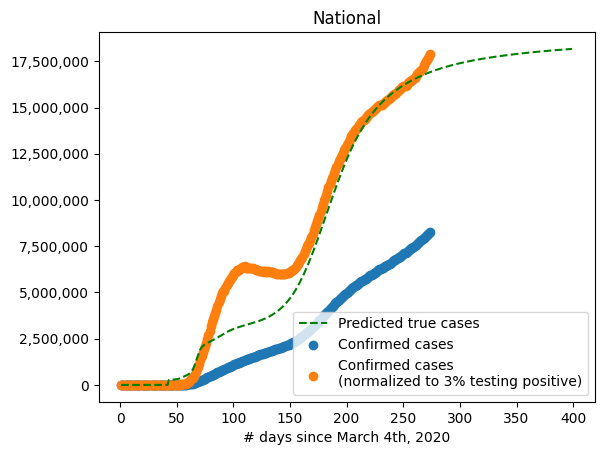 National
17,500,000
15,000,000
12,500,000
10,000,000
7,500,000
5,000,000
2,500,000
0
Predicted true cases
Confirmed cases
Confirmed cases
(normalized to 3% testing positive)
0 50 100 150 200 250 300 350 400
# days since March 4th, 2020